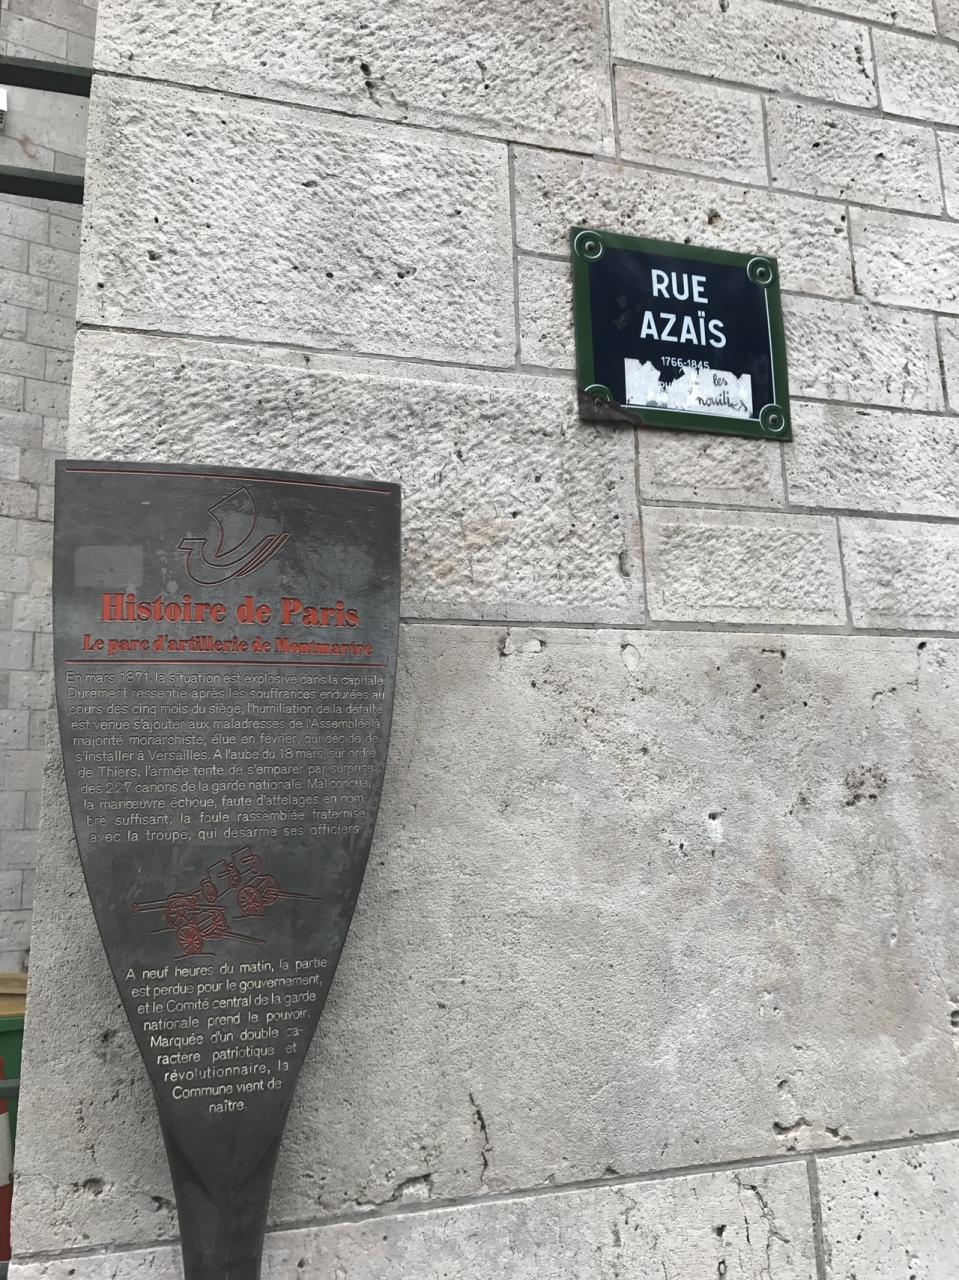 RUE
AZAÏS
1766-1845
les
Histoire de Paris
Le parc d'artillerie de Montmartre
En mars 1871, la situation est explosive dans la capitale.
Durement ressentie après les souffrances endurées au
cours des cinq mois du siège, l'humiliation de la défaite
est venue s'ajouter aux maladresses de l'Assemblée à
majorité monarchiste, élue en février, qui décide de
s'installer à Versailles. A l'aube du 18 mars, sur ordre
de Thiers, l'armée tente de s'emparer par surprise
des 227 canons de la garde nationale. Mal conçue,
la manœuvre échoue, faute d'attelages en nom-
bre suffisant, la foule rassemblée fraternise
avec la troupe, qui désarme ses officiers.
A neuf heures du matin, la partie
est perdue pour le gouvernement,
et le Comité central de la garde
nationale prend le pouvoir.
Marquée d'un double ca-
ractère patriotique et
révolutionnaire, la
Commune vient de
naître.